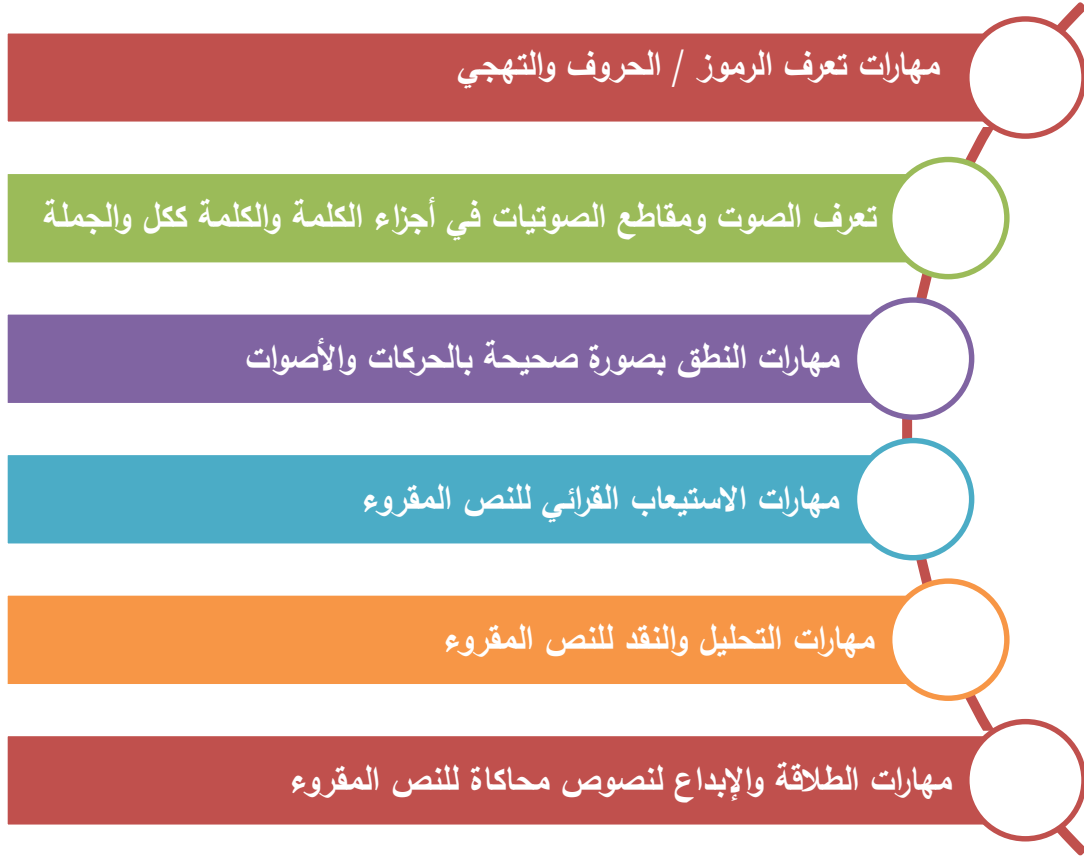 مهارات تعرف الرموز / الحروف والتهجي
تعرف الصوت ومقاطع الصوتيات في أجزاء الكلمة والكلمة ككل والجملة
مهارات النطق بصورة صحيحة بالحركات والأصوات
مهارات الاستيعاب القرائي للنص المقروء
مهارات التحليل والنقد للنص المقروء
مهارات الطلاقة والإبداع لنصوص محاكاة للنص المقروء